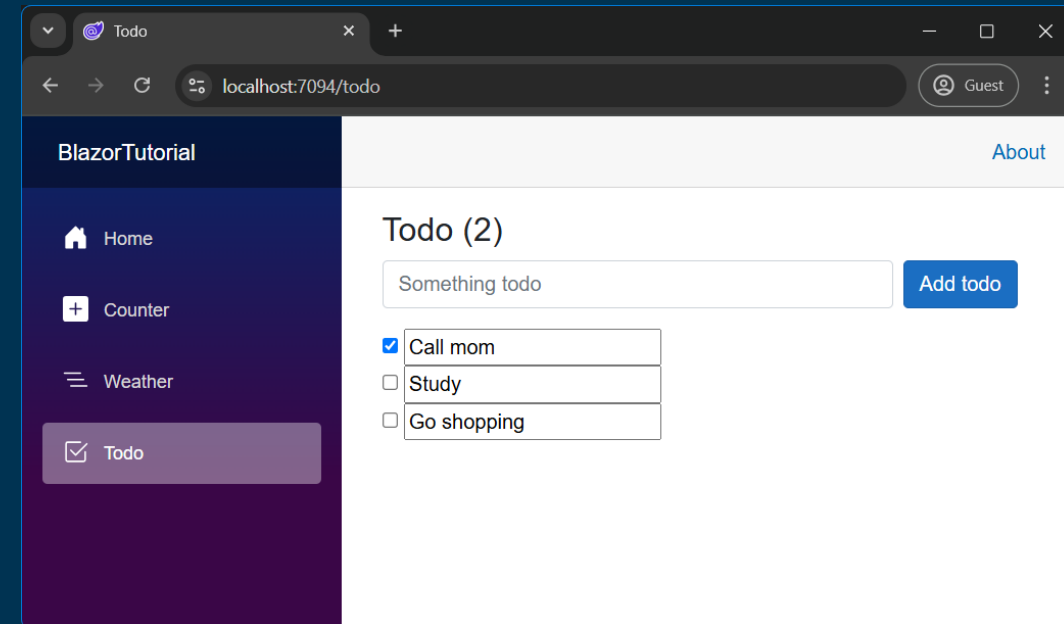 Todo
localhost:7094/todo
Guest
BlazorTutorial
About
Home
Counter
Weather
Todo
Todo (2)
Something todo
Add todo
Call mom
Study
Go shopping